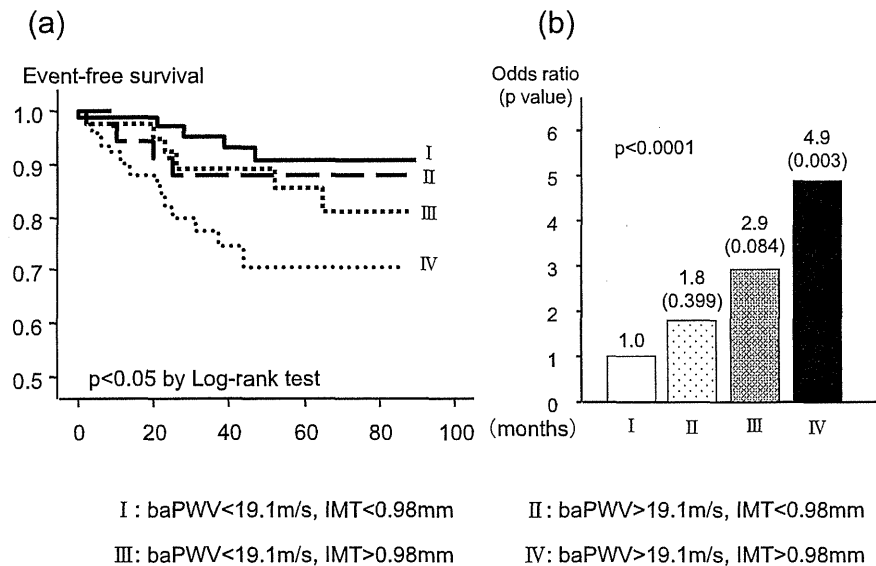 (a)
Event-free survival
1.0
0.9
0.8
0.7
0.6
0.5
I
II
III
IV
p<0.05 by Log-rank test
0 20 40 60 80 100 (months)
(b)
Odds ratio
(p value)
6
5
4
3
2
1
0
p<0.0001
1.0
1.8
(0.399)
2.9
(0.084)
4.9
(0.003)
I II III IV
I : baPWV<19.1m/s, IMT<0.98mm
II : baPWV>19.1m/s, IMT<0.98mm
III : baPWV<19.1m/s, IMT>0.98mm
IV : baPWV>19.1m/s, IMT>0.98mm